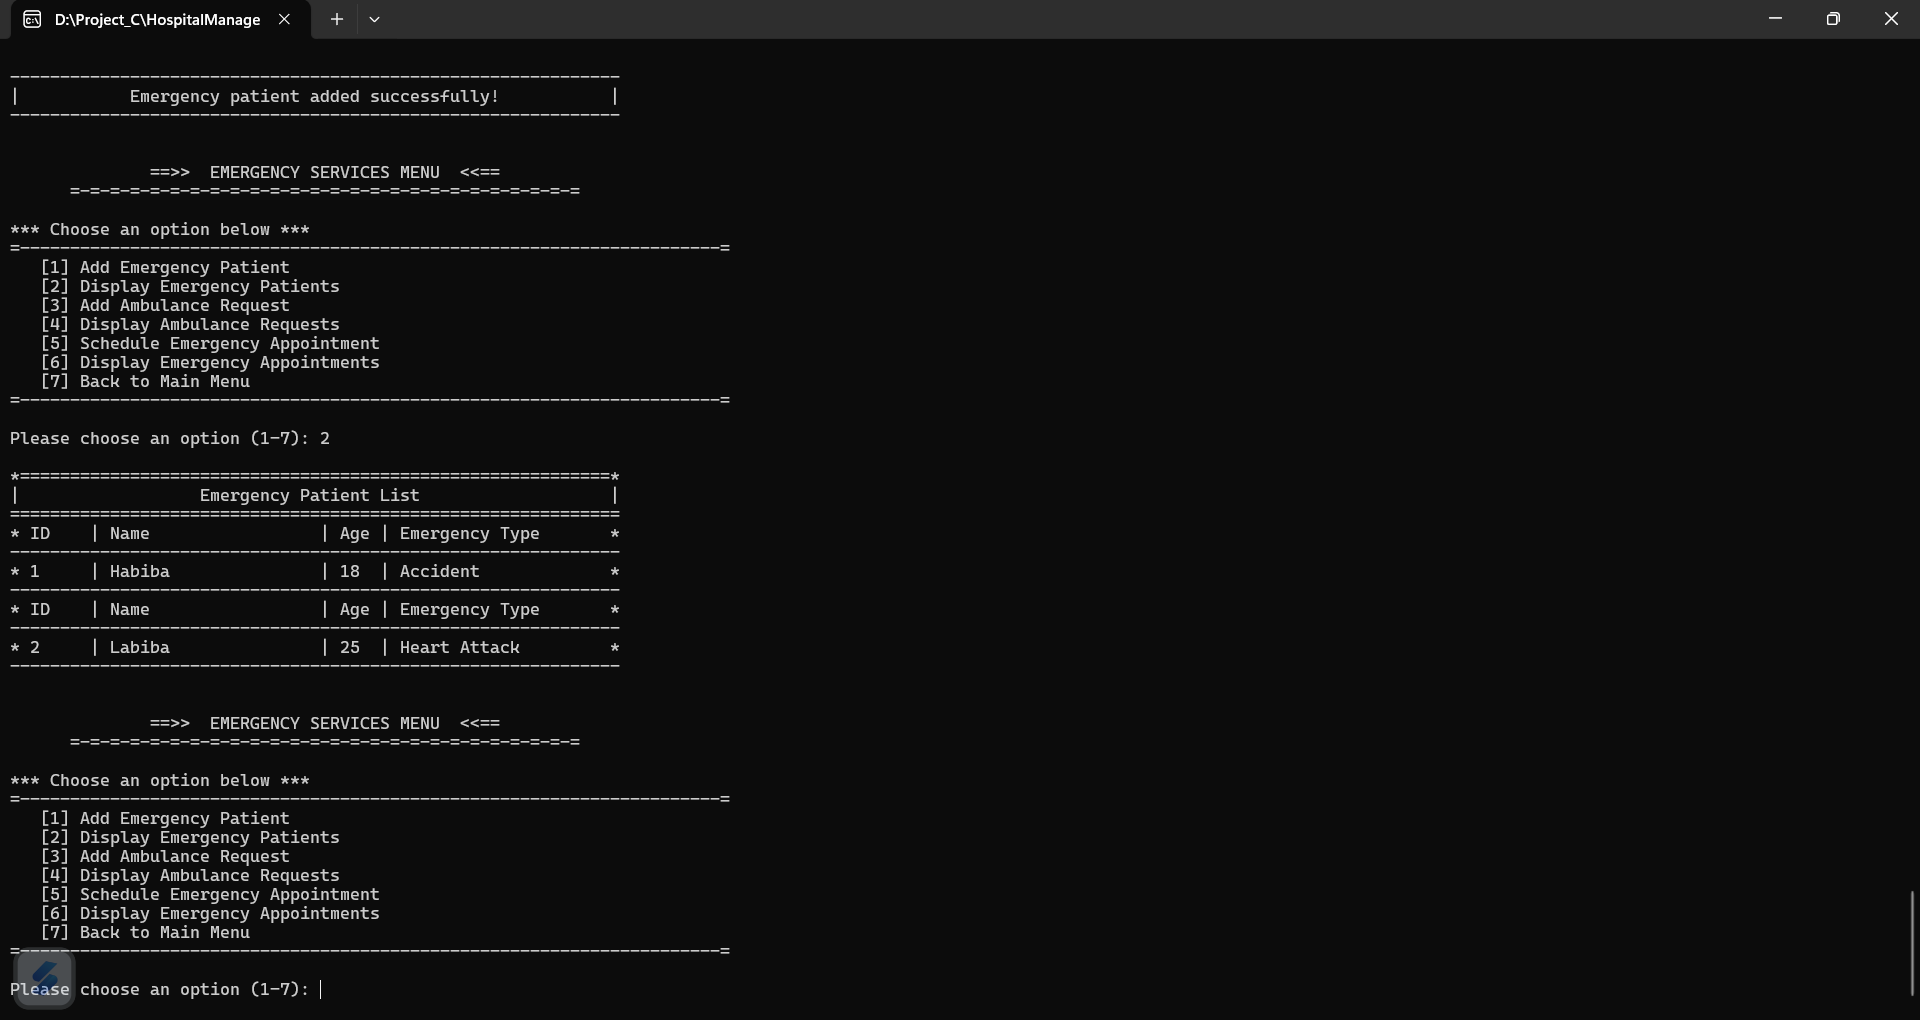 D:\Project_C\HospitalManage
------------------------------------------------------------
|           Emergency patient added successfully!           |
------------------------------------------------------------
==>>  EMERGENCY SERVICES MENU  <<==
=-=-=-=-=-=-=-=-=-=-=-=-=-=-=-=-=-=-=-=-=-=-=-=-=-=
*** Choose an option below ***
=----------------------------------------------------------------------=
[1] Add Emergency Patient
[2] Display Emergency Patients
[3] Add Ambulance Request
[4] Display Ambulance Requests
[5] Schedule Emergency Appointment
[6] Display Emergency Appointments
[7] Back to Main Menu
=----------------------------------------------------------------------=
Please choose an option (1-7): 2
*===========================================================*
|                  Emergency Patient List                   |
=============================================================
* ID    | Name                 | Age | Emergency Type       *
-------------------------------------------------------------
* 1     | Habiba               | 18  | Accident             *
-------------------------------------------------------------
* ID    | Name                 | Age | Emergency Type       *
-------------------------------------------------------------
* 2     | Labiba               | 25  | Heart Attack         *
-------------------------------------------------------------
==>>  EMERGENCY SERVICES MENU  <<==
=-=-=-=-=-=-=-=-=-=-=-=-=-=-=-=-=-=-=-=-=-=-=-=-=-=
*** Choose an option below ***
=----------------------------------------------------------------------=
[1] Add Emergency Patient
[2] Display Emergency Patients
[3] Add Ambulance Request
[4] Display Ambulance Requests
[5] Schedule Emergency Appointment
[6] Display Emergency Appointments
[7] Back to Main Menu
=----------------------------------------------------------------------=
Please choose an option (1-7):